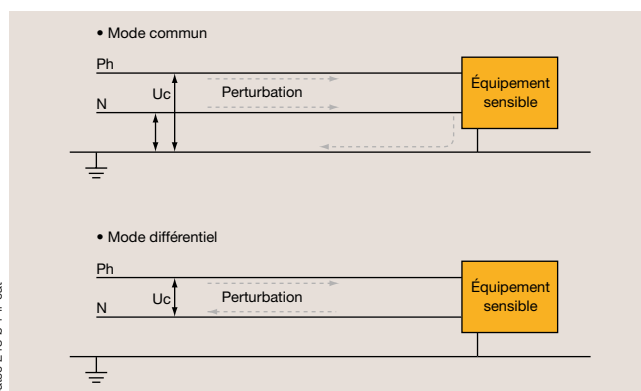 • Mode commun
Ph
Uc
Perturbation
N
Équipement
sensible
• Mode différentiel
Ph
Uc
Perturbation
N
Équipement
sensible